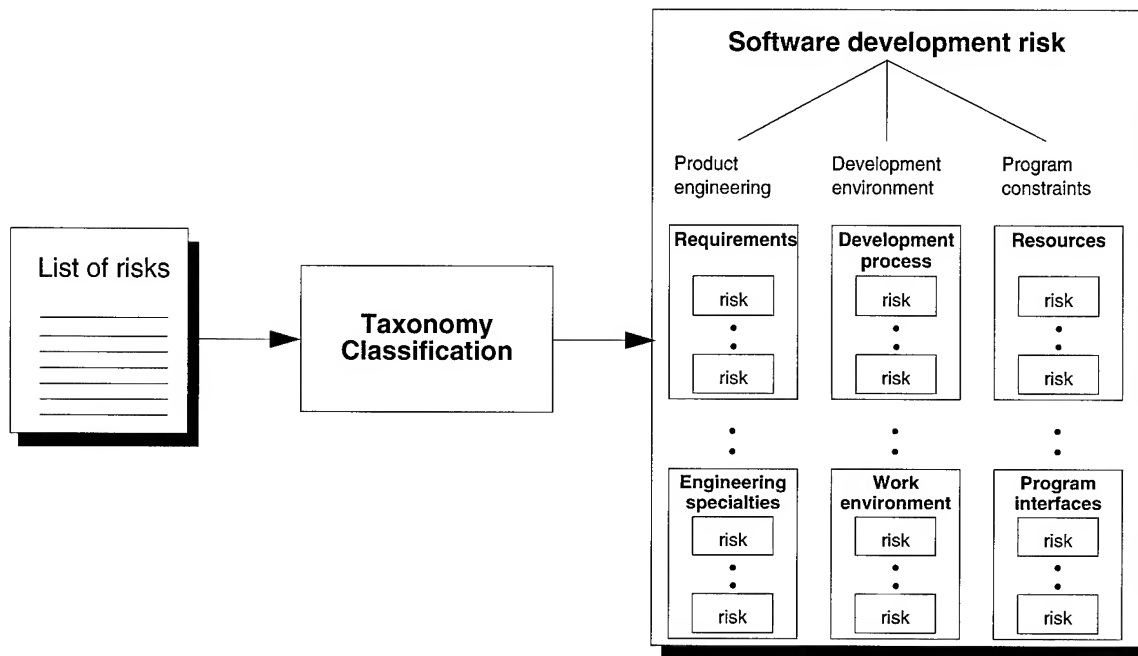 Software development risk
Product
engineering
Development
environment
Program
constraints
List of risks
Taxonomy
Classification
Requirements
risk
risk
Development
process
risk
risk
Resources
risk
risk
Engineering
specialties
risk
risk
Work
environment
risk
risk
Program
interfaces
risk
risk